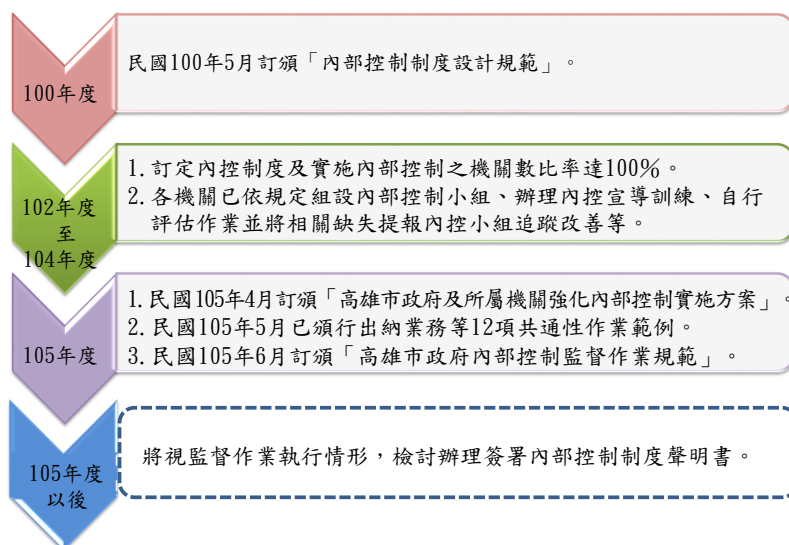 100年度
民國100年5月訂頒「內部控制制度設計規範」。
102年度
至
104年度
1. 訂定內控制度及實施內部控制之機關數比率達100%。
2. 各機關已依規定組設內部控制小組、辦理內控宣導訓練、自行
評估作業並將相關缺失提報內控小組追蹤改善等。
105年度
1. 民國105年4月訂頒「高雄市政府及所屬機關強化內部控制實施方案」。
2. 民國105年5月已頒行出納業務等12項共通性作業範例。
3. 民國105年6月訂頒「高雄市政府內部控制監督作業規範」。
105年度
以後
將視監督作業執行情形，檢討辦理簽署內部控制制度聲明書。